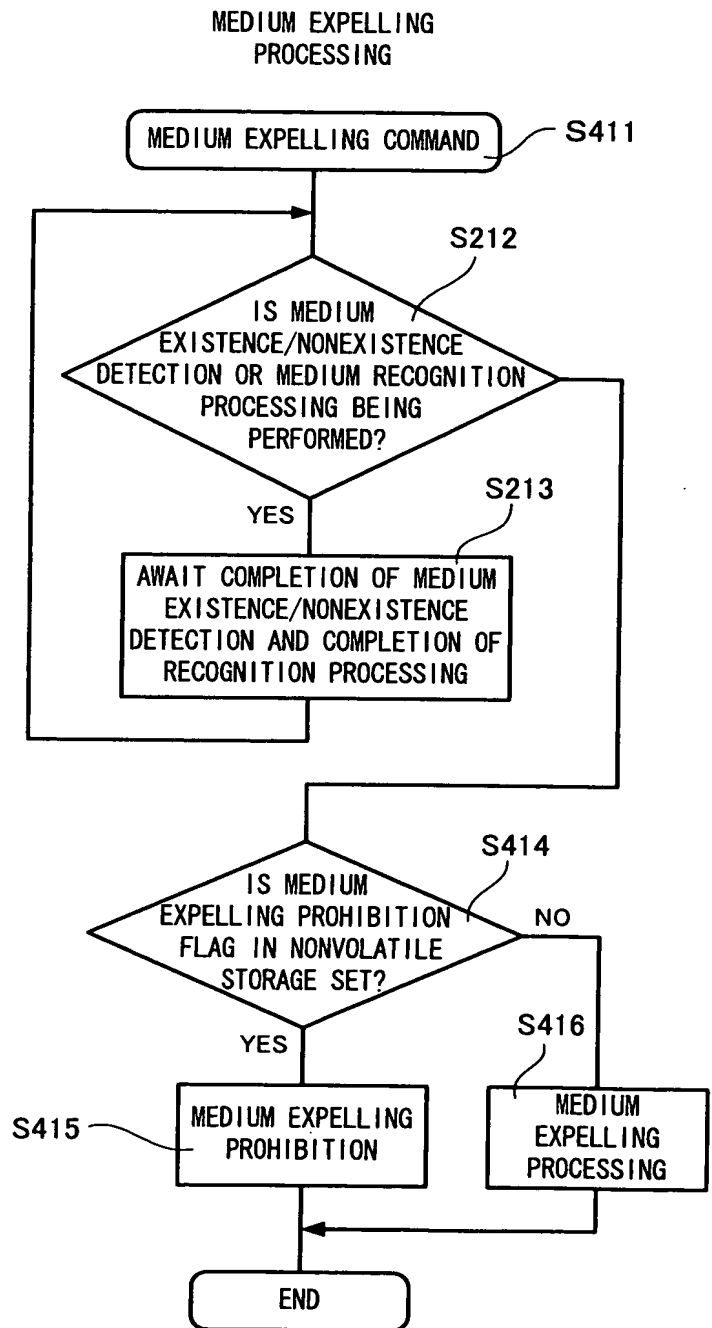 MEDIUM EXPELLING
PROCESSING
MEDIUM EXPELLING COMMAND
S411
S212
IS MEDIUM
EXISTENCE/NONEXISTENCE
DETECTION OR MEDIUM RECOGNITION
PROCESSING BEING
PERFORMED?
YES
S213
AWAIT COMPLETION OF MEDIUM
EXISTENCE/NONEXISTENCE
DETECTION AND COMPLETION OF
RECOGNITION PROCESSING
S414
IS MEDIUM
EXPELLING PROHIBITION
FLAG IN NONVOLATILE
STORAGE SET?
NO
YES
S416
S415
MEDIUM EXPELLING
PROHIBITION
MEDIUM
EXPELLING
PROCESSING
END